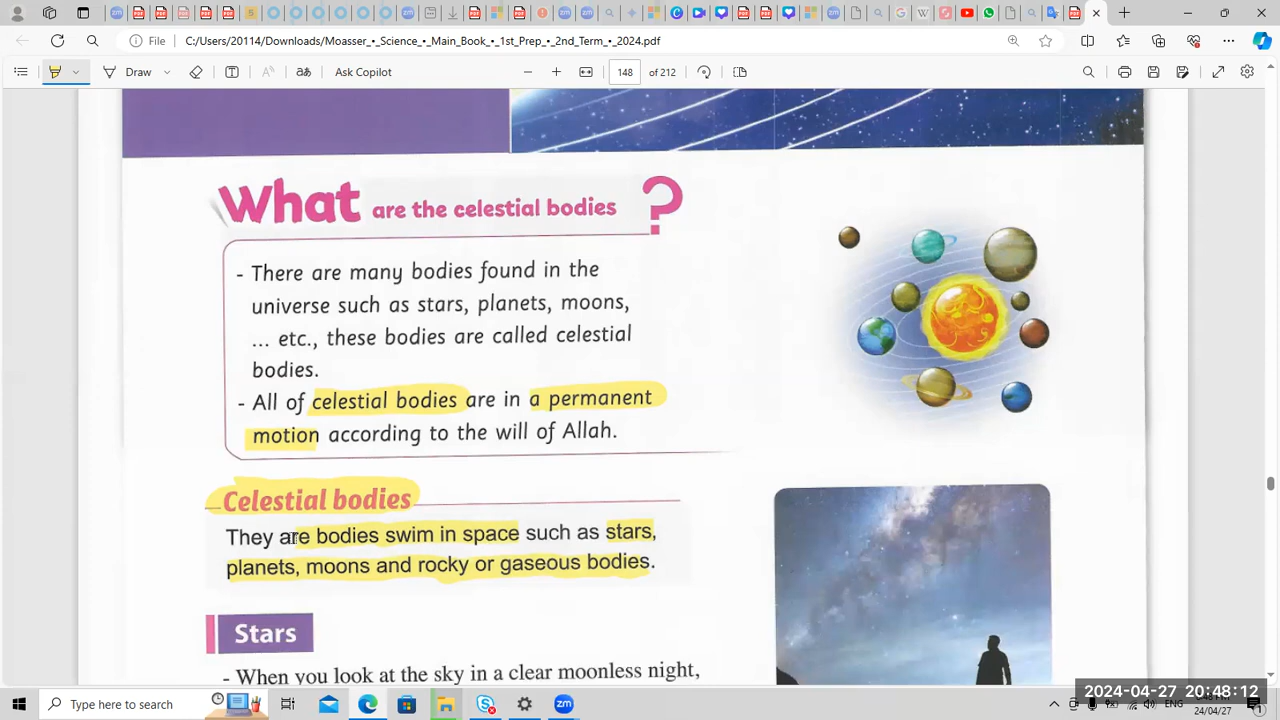 File
C:/Users/20114/Downloads/Moasser_•_Science_•_Main_Book_•_1st_Prep_•_2nd_Term_•_2024.pdf
Draw
Ask Copilot
148 of 212
What are the celestial bodies ?
- There are many bodies found in the
universe such as stars, planets, moons,
... etc., these bodies are called celestial
bodies.
- All of celestial bodies are in a permanent
motion according to the will of Allah.
Celestial bodies
They are bodies swim in space such as stars,
planets, moons and rocky or gaseous bodies.
Stars
- When you look at the sky in a clear moonless night,
Type here to search
ENG
24/04/27
2024-04-27 20:48:12